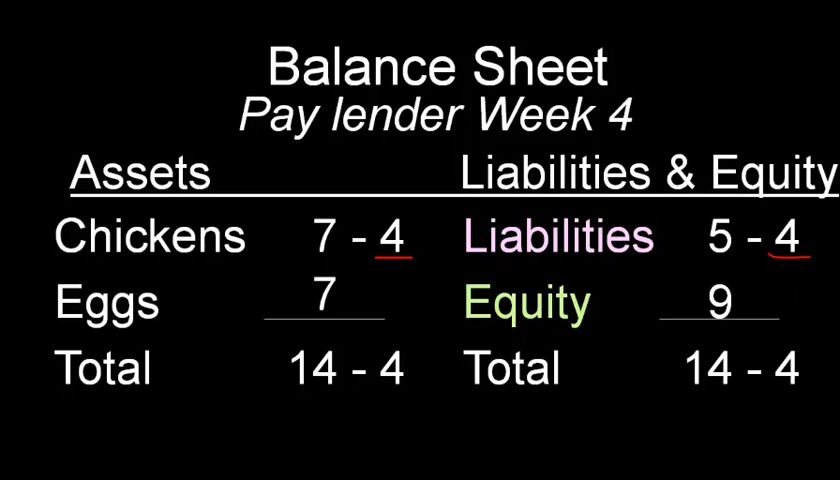 Balance Sheet
Pay lender Week 4
Assets Liabilities & Equity
Chickens 7 - 4 Liabilities 5 - 4
Eggs 7 Equity 9
Total 14 - 4 Total 14 - 4